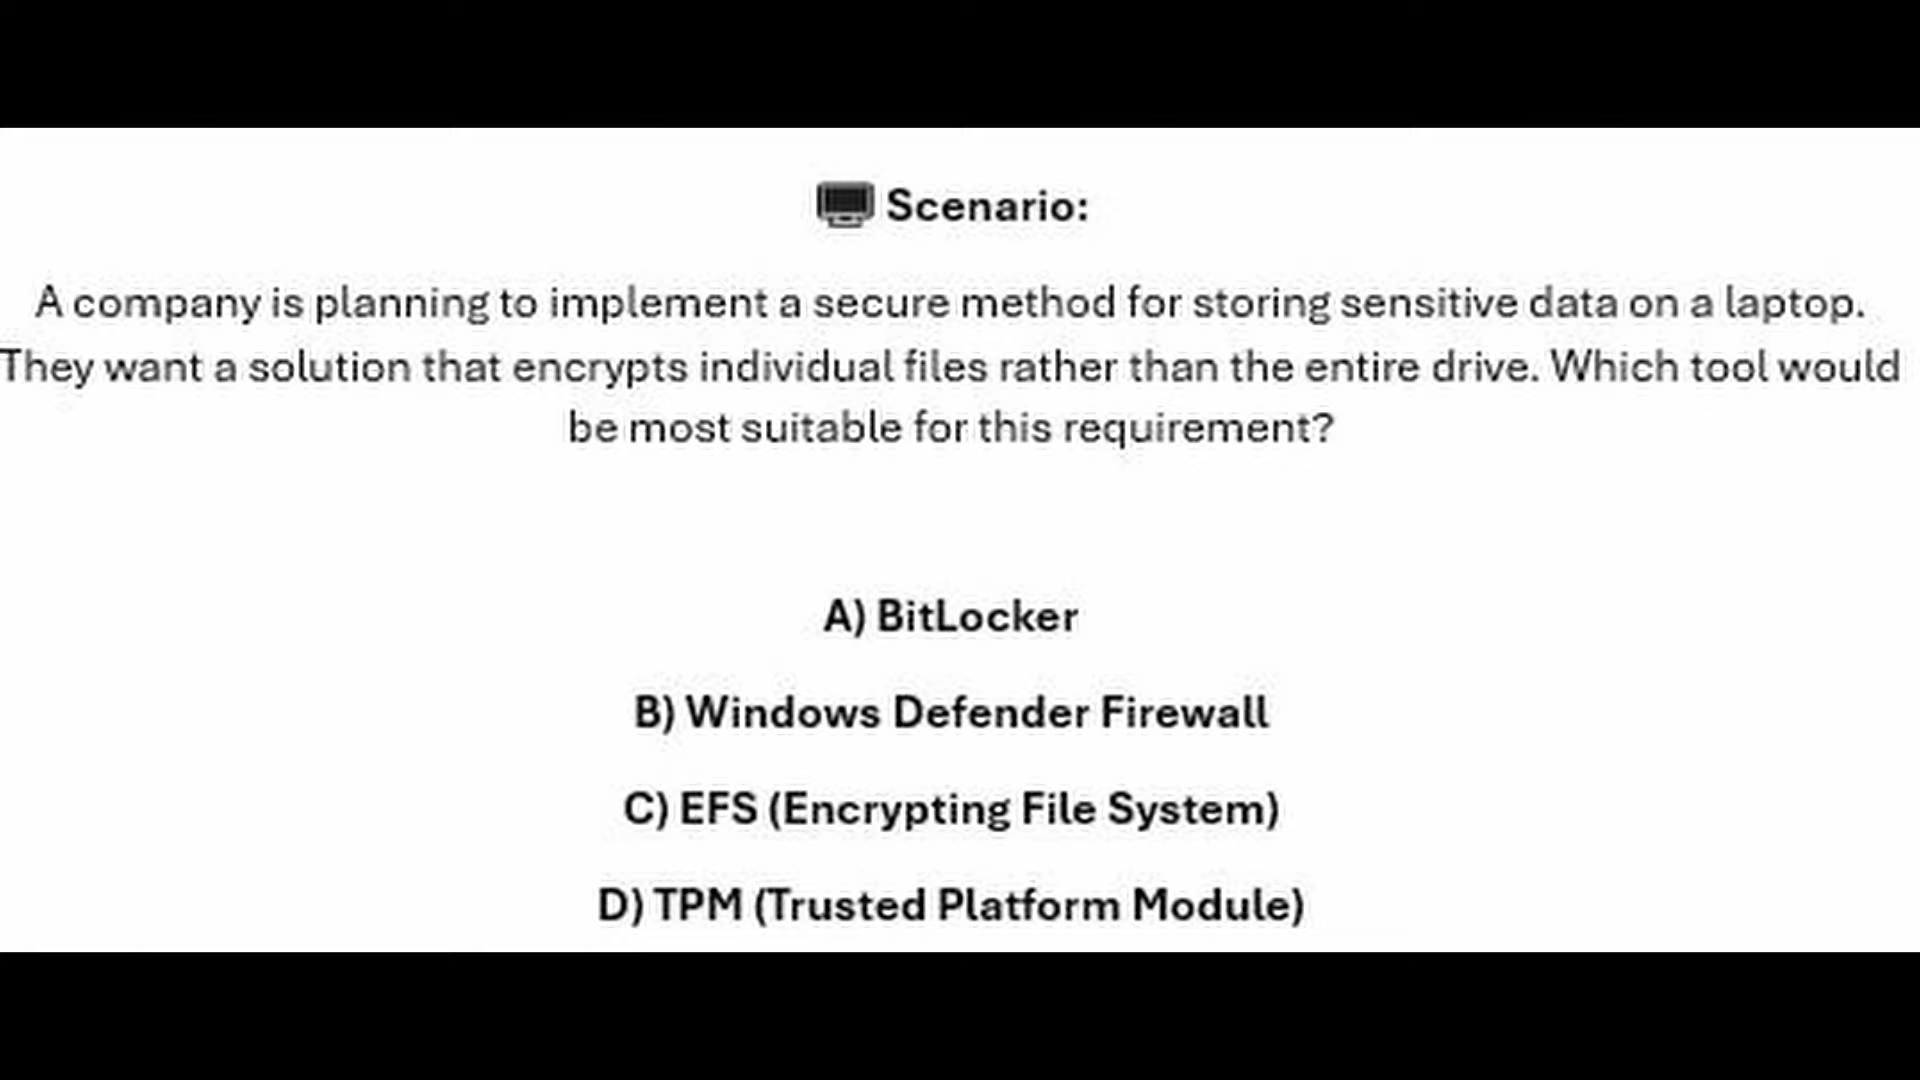 Scenario:
A company is planning to implement a secure method for storing sensitive data on a laptop.
They want a solution that encrypts individual files rather than the entire drive. Which tool would
be most suitable for this requirement?
A) BitLocker
B) Windows Defender Firewall
C) EFS (Encrypting File System)
D) TPM (Trusted Platform Module)